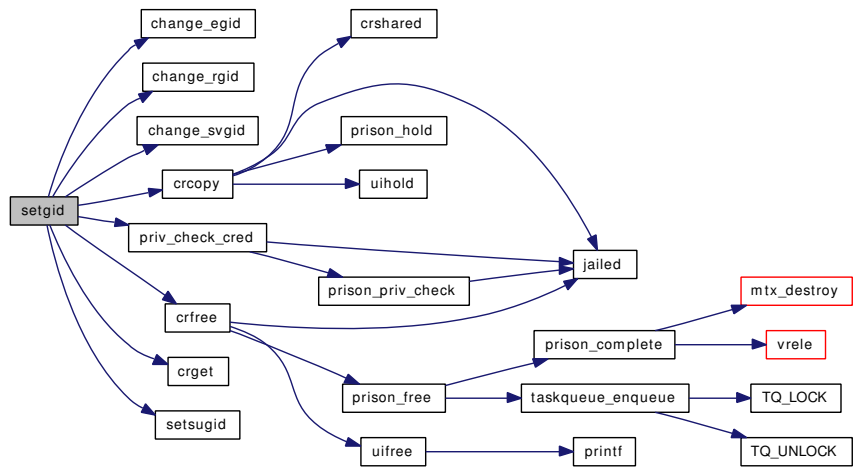 change_egid
crshared
change_rgid
change_svgid
prison_hold
crcopy
uihold
setgid
priv_check_cred
jailed
prison_priv_check
mtx_destroy
crfree
prison_complete
vrele
crget
prison_free
taskqueue_enqueue
TQ_LOCK
setsugid
uifree
printf
TQ_UNLOCK